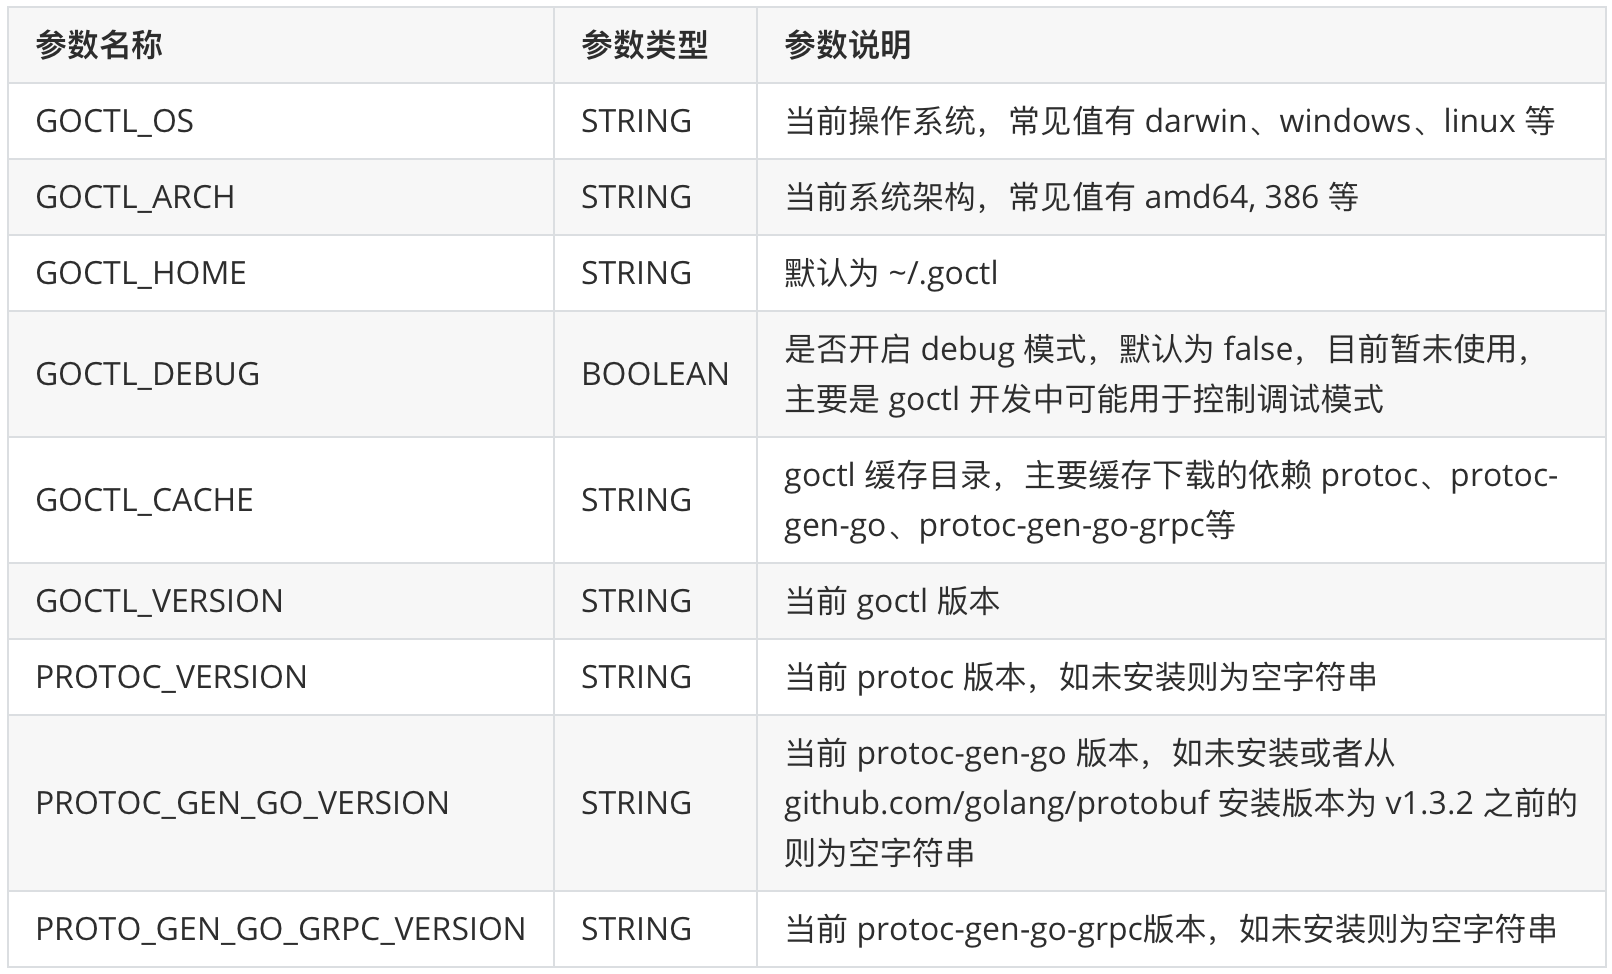 参数名称 参数类型 参数说明
GOCTL_OS STRING 当前操作系统，常见值有 darwin、windows、linux 等
GOCTL_ARCH STRING 当前系统架构，常见值有 amd64, 386 等
GOCTL_HOME STRING 默认为 ~/.goctl
GOCTL_DEBUG BOOLEAN 是否开启 debug 模式，默认为 false，目前暂未使用，
主要是 goctl 开发中可能用于控制调试模式
GOCTL_CACHE STRING goctl 缓存目录，主要缓存下载的依赖 protoc、protoc-
gen-go、protoc-gen-go-grpc等
GOCTL_VERSION STRING 当前 goctl 版本
PROTOC_VERSION STRING 当前 protoc 版本，如未安装则为空字符串
PROTOC_GEN_GO_VERSION STRING 当前 protoc-gen-go 版本，如未安装或者从
github.com/golang/protobuf 安装版本为 v1.3.2 之前的
则为空字符串
PROTO_GEN_GO_GRPC_VERSION STRING 当前 protoc-gen-go-grpc版本，如未安装则为空字符串